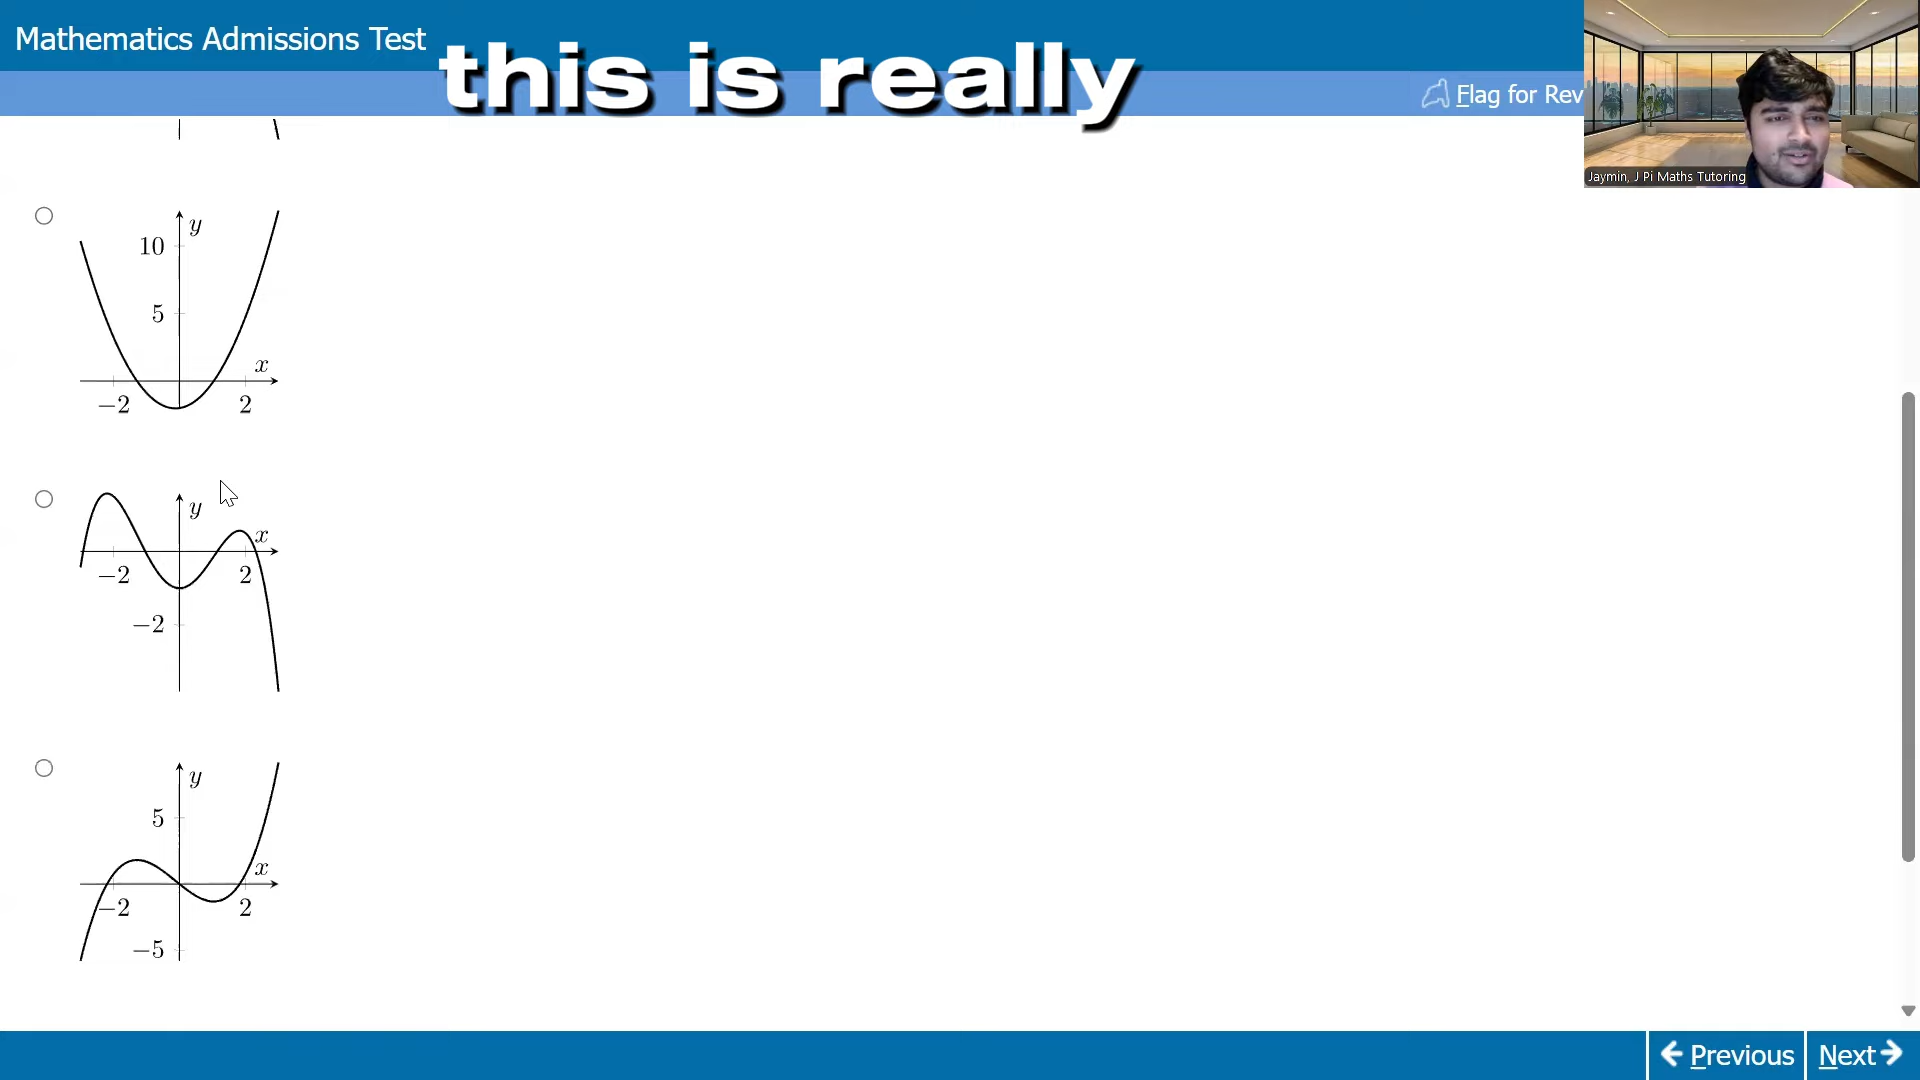 Mathematics Admissions Test
this is really
Flag for Rev
Jaymin, J Pi Maths Tutoring
y
10
5
x
−2
2
y
x
−2
2
−2
y
5
x
−2
2
−5
Previous
Next